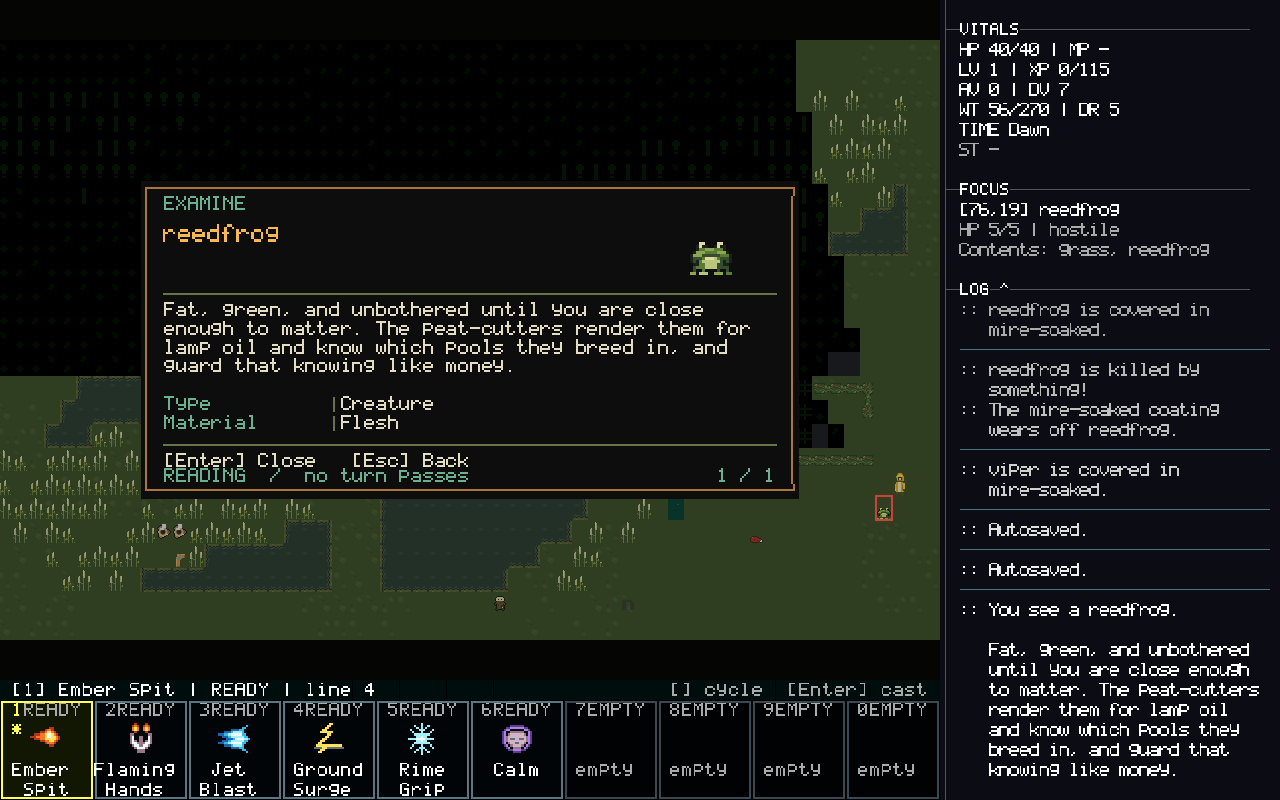 EXAMINE
reedfrog
Fat, green, and unbothered until you are close
enough to matter. The Peat-cutters render them for
lamp oil and know which pools they breed in, and
guard that knowing like money.
Type |Creature
Material |Flesh
[Enter] Close [Esc] Back
READING / no turn passes 1 / 1
VITALS
HP 40/40 | MP -
LV 1 | XP 0/115
AV 0 | DV 7
WT 56/270 | DR 5
TIME Dawn
ST -
FOCUS
[76,19] reedfrog
HP 5/5 | hostile
Contents: grass, reedfrog
LOG ^
:: reedfrog is covered in
mire-soaked.
:: reedfrog is killed by
something!
:: The mire-soaked coating
wears off reedfrog.
:: viper is covered in
mire-soaked.
:: Autosaved.
:: Autosaved.
:: You see a reedfrog.
Fat, green, and unbothered
until you are close enough
to matter. The Peat-cutters
render them for lamp oil
and know which pools they
breed in, and guard that
knowing like money.
[1] Ember Spit | READY | line 4 [] cycle [Enter] cast
1READY 2READY 3READY 4READY 5READY 6READY 7EMPTY 8EMPTY 9EMPTY 0EMPTY
*
Ember Flaming Jet Ground Rime Calm empty empty empty empty
Spit Hands Blast Surge Grip